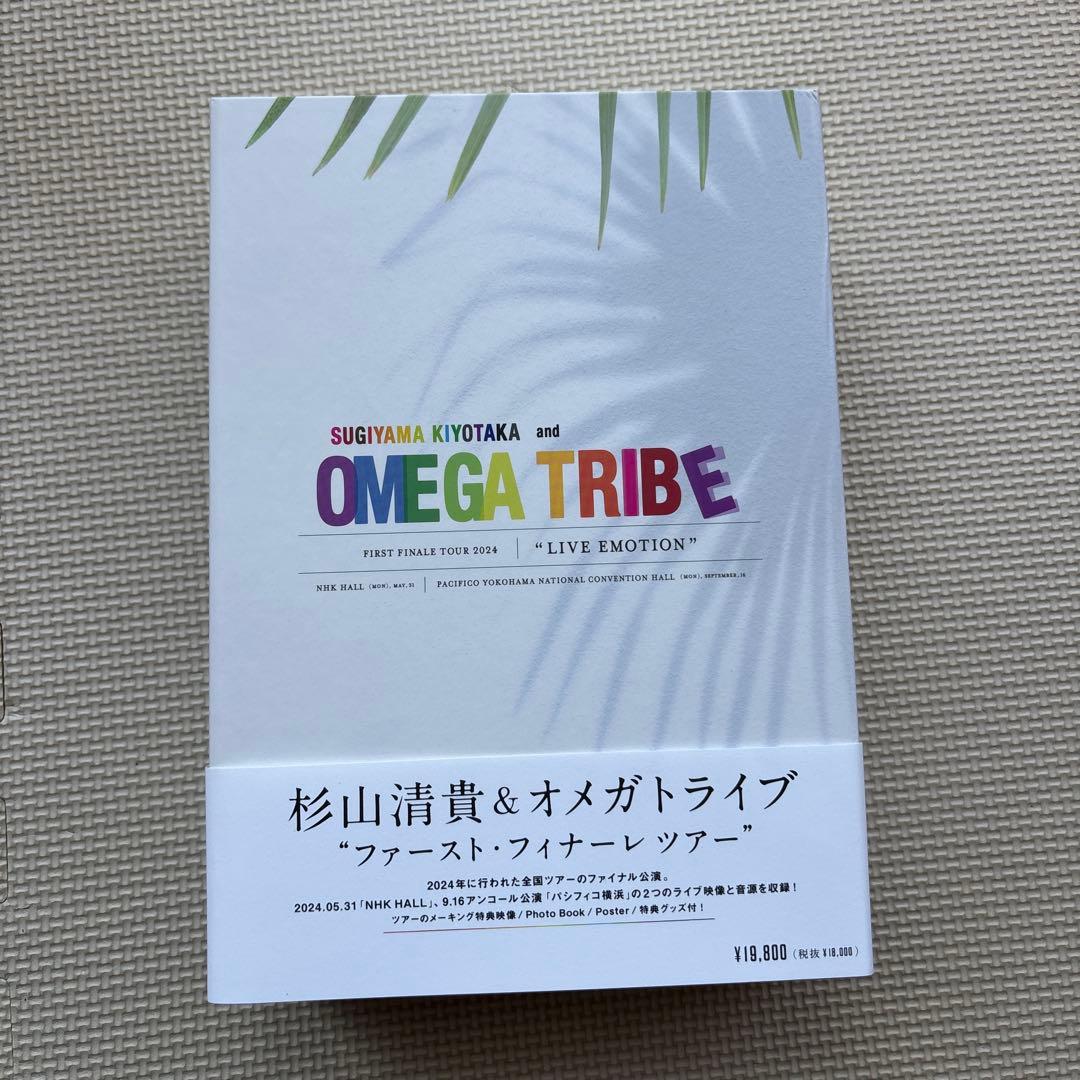 SUGIYAMA KIYOTAKA and
OMEGA TRIBE
FIRST FINALE TOUR 2024 | “LIVE EMOTION”
NHK HALL (MON), MAY, 31 | PACIFICO YOKOHAMA NATIONAL CONVENTION HALL (MON), SEPTEMBER, 16
杉山清貴&オメガトライブ
“ファースト・フィナーレ ツアー”
2024年に行われた全国ツアーのファイナル公演。
2024.05.31「NHK HALL」、9.16アンコール公演「パシフィコ横浜」の2つのライブ映像と音源を収録!
ツアーのメーキング特典映像 / Photo Book / Poster / 特典グッズ付!
¥19,800(税抜 ¥18,000)